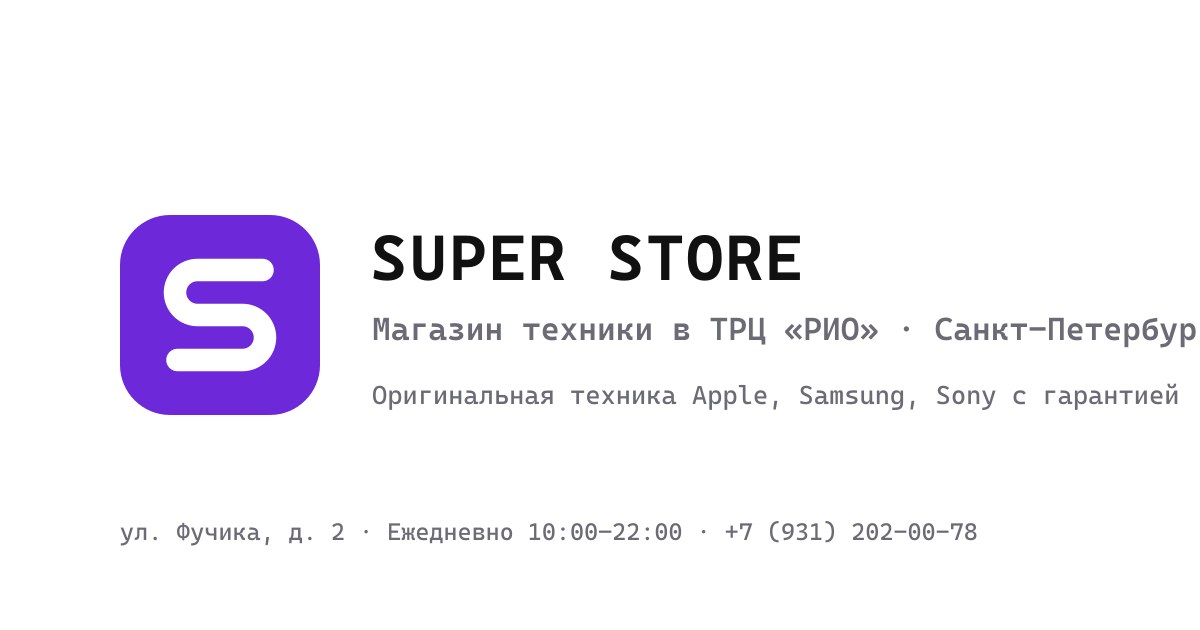 SUPER STORE
Магазин техники в ТРЦ «РИО» · Санкт-Петербур
Оригинальная техника Apple, Samsung, Sony с гарантией
ул. Фучика, д. 2 · Ежедневно 10:00–22:00 · +7 (931) 202-00-78